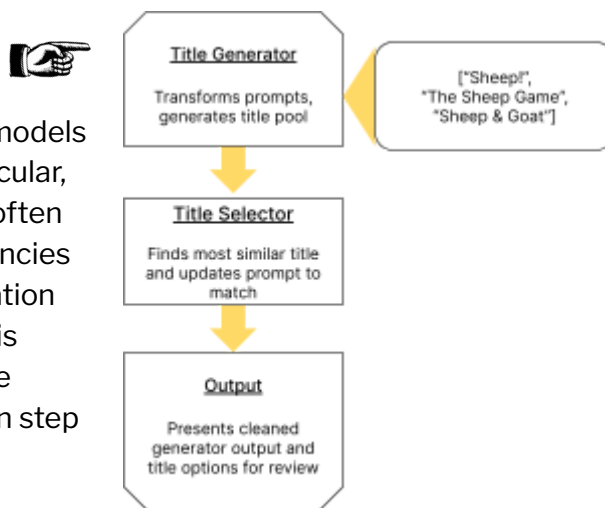 models
cular,
often
ncies
ation
is
e
n step
Title Generator
Transforms prompts,
generates title pool
["Sheep!",
"The Sheep Game",
"Sheep & Goat"]
Title Selector
Finds most similar title
and updates prompt to
match
Output
Presents cleaned
generator output and
title options for review